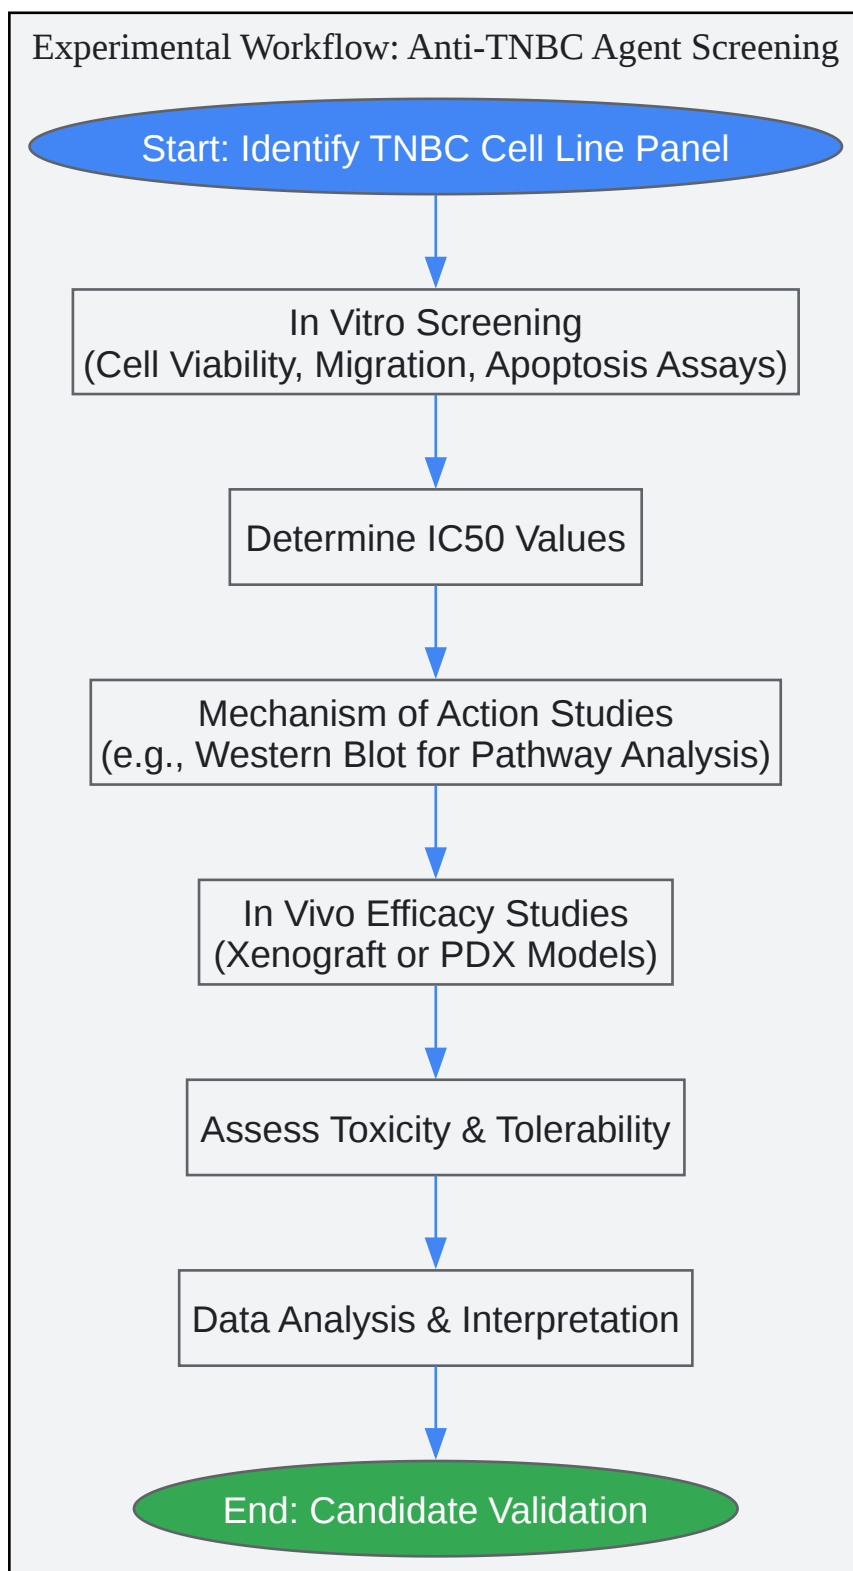 Experimental Workflow: Anti-TNBC Agent Screening
Start: Identify TNBC Cell Line Panel
In Vitro Screening
(Cell Viability, Migration, Apoptosis Assays)
Determine IC50 Values
Mechanism of Action Studies
(e.g., Western Blot for Pathway Analysis)
In Vivo Efficacy Studies
(Xenograft or PDX Models)
Assess Toxicity & Tolerability
Data Analysis & Interpretation
End: Candidate Validation